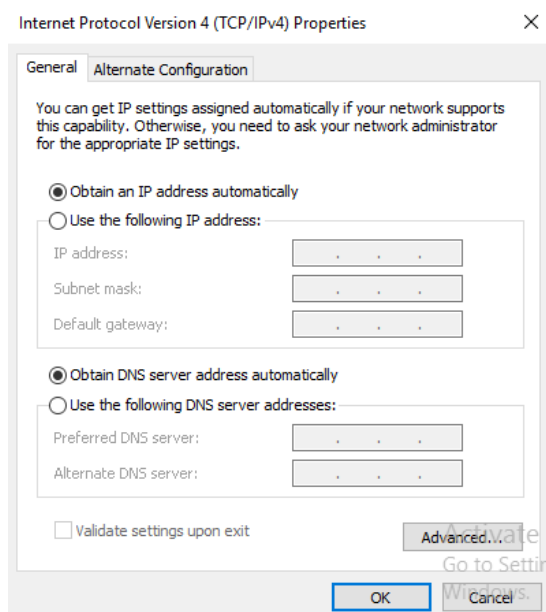 Internet Protocol Version 4 (TCP/IPv4) Properties
General
Alternate Configuration
You can get IP settings assigned automatically if your network supports
this capability. Otherwise, you need to ask your network administrator
for the appropriate IP settings.
Obtain an IP address automatically
Use the following IP address:
IP address:
. . .
Subnet mask:
. . .
Default gateway:
. . .
Obtain DNS server address automatically
Use the following DNS server addresses:
Preferred DNS server:
. . .
Alternate DNS server:
. . .
Validate settings upon exit
Advanced...
Activate
Go to Settin
Windows.
OK
Cancel